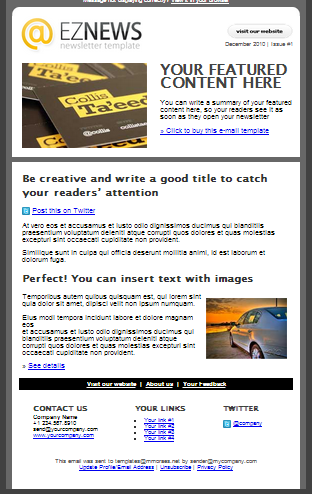 Message not displaying correctly? View it in your browser
@ EZNEWS
newsletter template
visit our website
December 2010 | Issue #1
Collis
Ta'eed
Collis
Ta'eed
@collis
YOUR FEATURED
CONTENT HERE
You can write a summary of your featured
content here, so your readers see it as
soon as they open your newsletter
» Click to buy this e-mail template
Be creative and write a good title to catch
your readers' attention
Post this on Twitter
At vero eos et accusamus et iusto odio dignissimos ducimus qui blanditiis
praesentium voluptatum deleniti atque corrupti quos dolores et quas molestias
excepturi sint occaecati cupiditate non provident.
Similique sunt in culpa qui officia deserunt mollitia animi, id est laborum et
dolorum fuga.
Perfect! You can insert text with images
Temporibus autem quibus quisquam est, qui lorem sint
quia dolor sit amet, dipisci velit non ipsum numquam.
Eius modi tempora incidunt labore et dolore magnam
eos
et accusamus et iusto odio dignissimos ducimus qui
blanditiis praesentium voluptatum deleniti atque
corrupti quos dolores et quas molestias excepturi sint
occaecati cupiditate non provident.
» See details
Visit our website | About us | Your Feedback
CONTACT US
Company Name
+1 234.567.8910
send@yourcompany.com
www.yourcompany.com
YOUR LINKS
Your link #1
Your link #2
Your link #3
Your link #4
TWITTER
@company
This email was sent to templates@mmoreas.net by sender@mycompany.com
Update Profile/Email Address | Unsubscribe | Privacy Policy